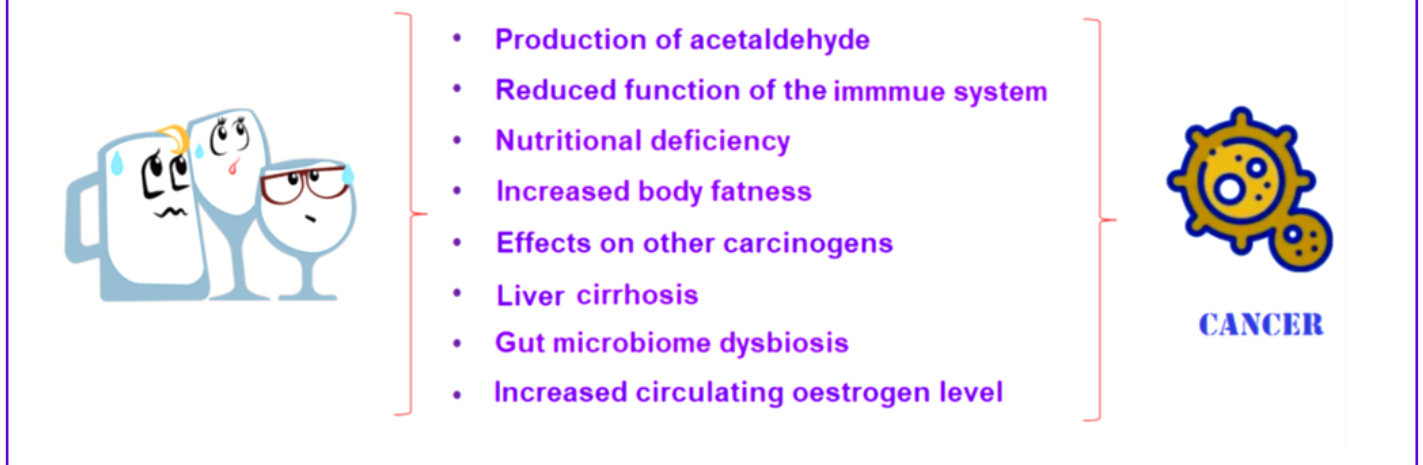 • Production of acetaldehyde
• Reduced function of the immmue system
• Nutritional deficiency
• Increased body fatness
• Effects on other carcinogens
• Liver cirrhosis
• Gut microbiome dysbiosis
• Increased circulating oestrogen level
CANCER